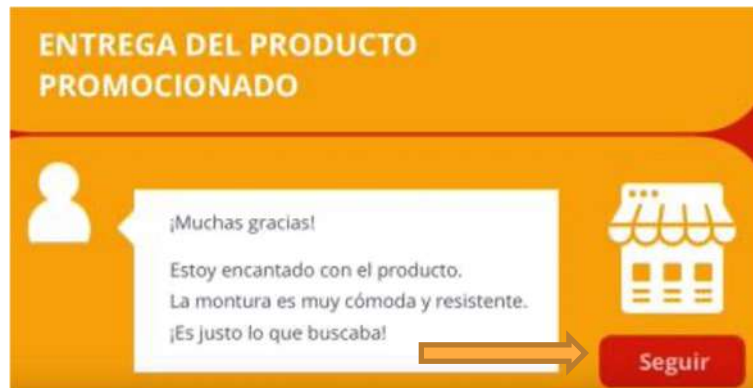 ENTREGA DEL PRODUCTO
PROMOCIONADO
¡Muchas gracias!
Estoy encantado con el producto.
La montura es muy cómoda y resistente.
¡Es justo lo que buscaba!
Seguir